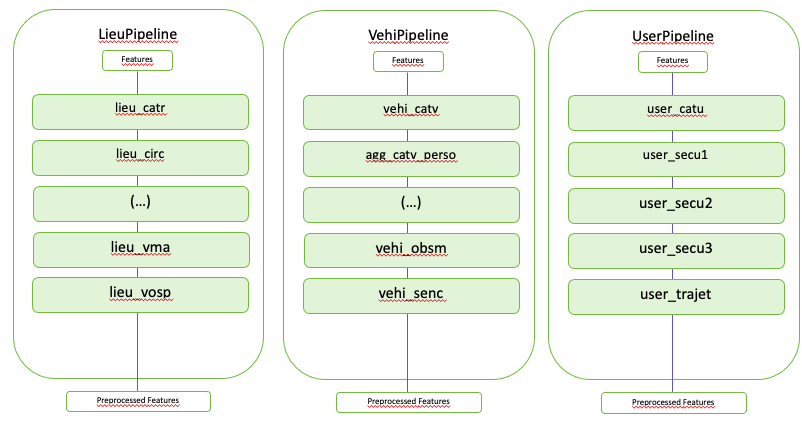 LieuPipeline
Features
lieu_catr
lieu_circ
(...)
lieu_vma
lieu_vosp
Preprocessed Features
VehiPipeline
Features
vehi_catv
agg_catv_perso
(...)
vehi_obsm
vehi_senc
Preprocessed Features
UserPipeline
Features
user_catu
user_secu1
user_secu2
user_secu3
user_trajet
Preprocessed Features